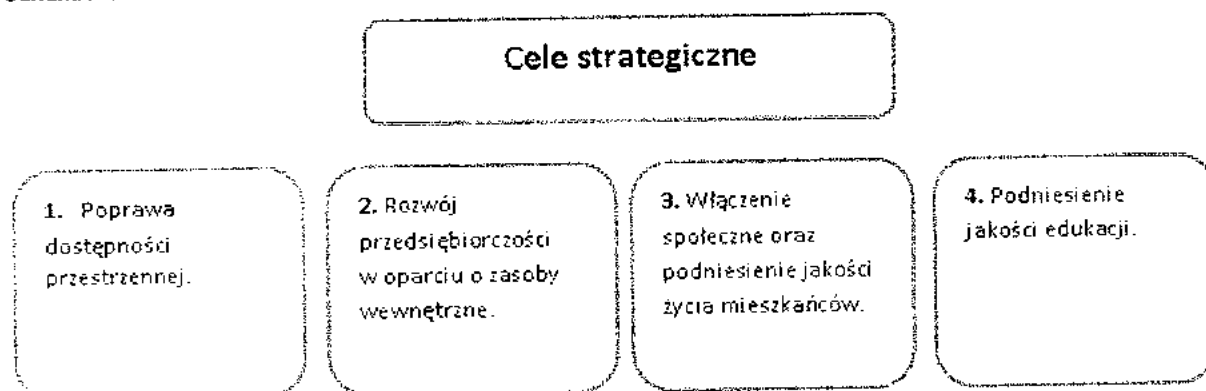 Cele strategiczne
1. Poprawa
dostępności
przestrzennej.
2. Rozwój
przedsiębiorczości
w oparciu o zasoby
wewnętrzne.
3. Włączenie
społeczne oraz
podniesienie jakości
życia mieszkańców.
4. Podniesienie
jakości edukacji.